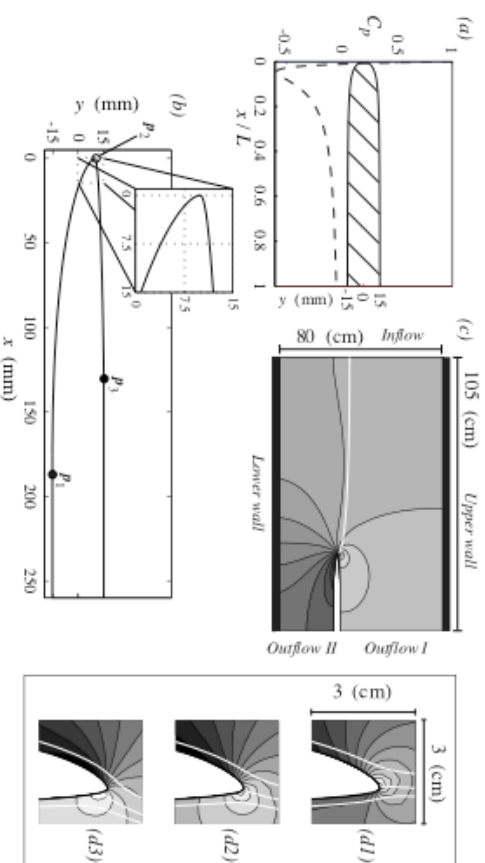 (a)
C_p
-0.5
0
0.5
1
0
0.2
0.4
0.6
0.8
1
x / L
y (mm)
-15
0
15
(b)
y (mm)
-15
0
15
p_2
0
7.5
15
0
7.5
15
p_3
p_1
0
50
100
150
200
250
x (mm)
(c)
80 (cm)
Inflow
105 (cm)
Upper wall
Lower wall
Outflow II
Outflow I
3 (cm)
3 (cm)
(d1)
(d2)
(d3)